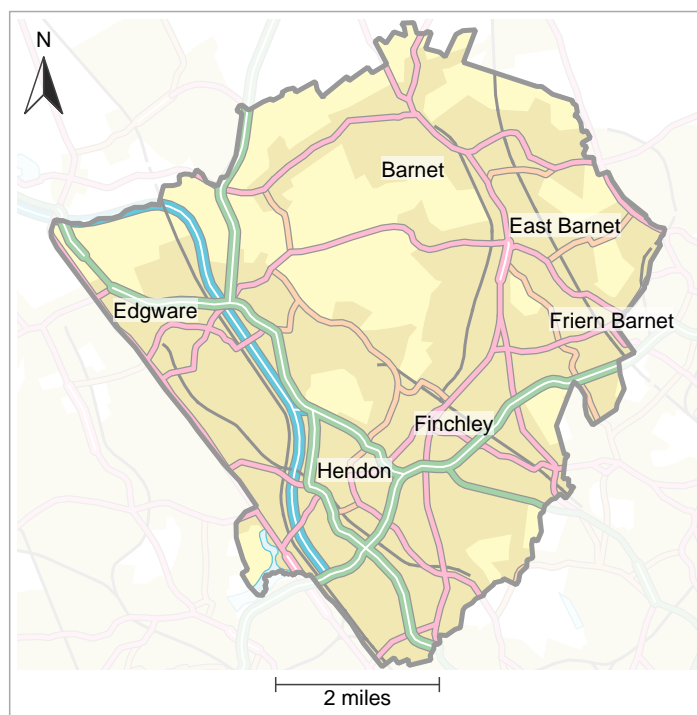 N
Barnet
East Barnet
Edgware
Friern Barnet
Finchley
Hendon
2 miles